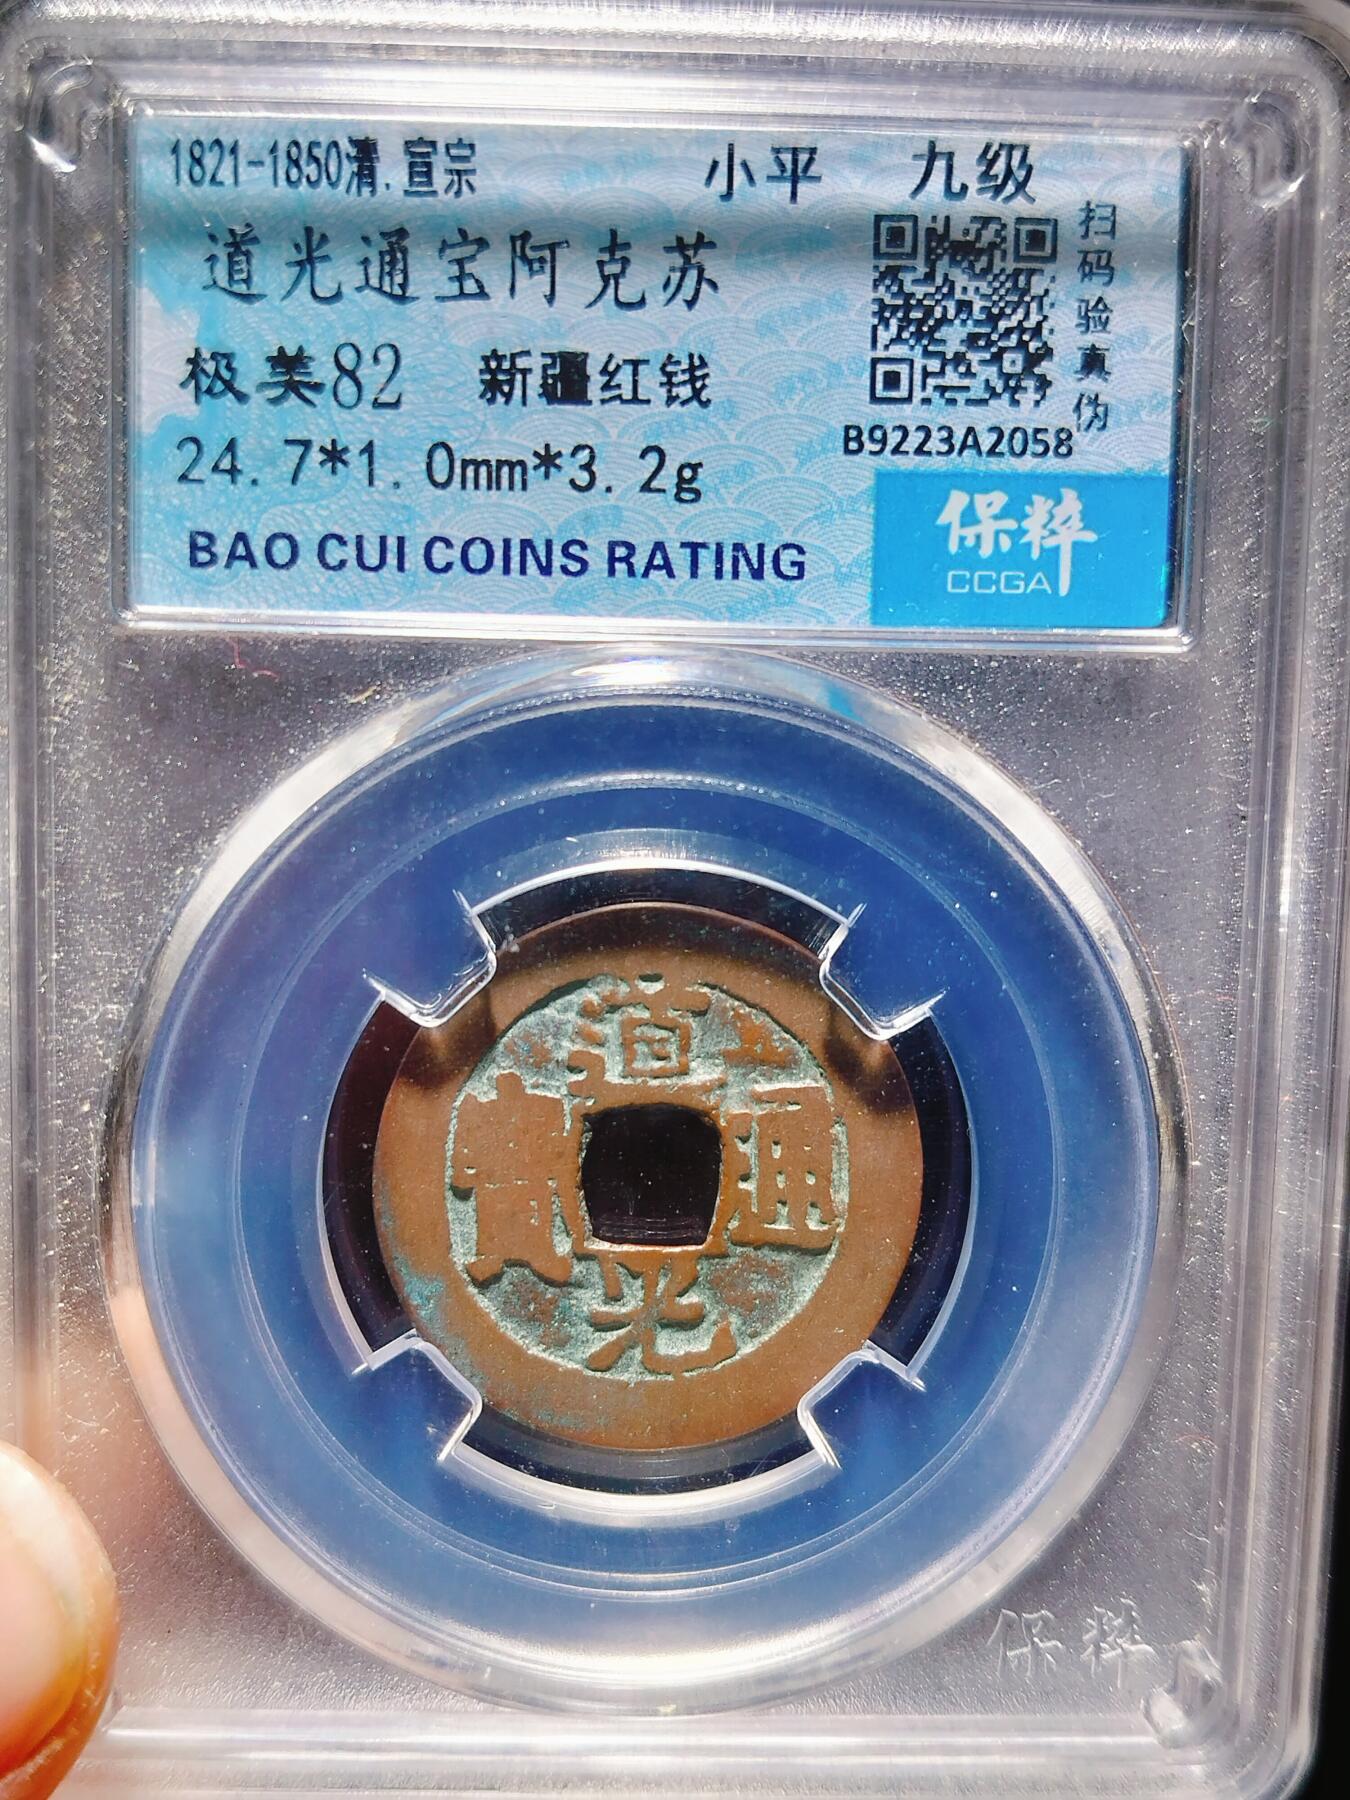 1821-1850清.宣宗 小平 九级
道光通宝阿克苏
极美82 新疆红钱
24.7*1.0mm*3.2g
扫码验真伪
B9223A2058
BAO CUI COINS RATING
保粹
CCGA
道光通寶
保粹